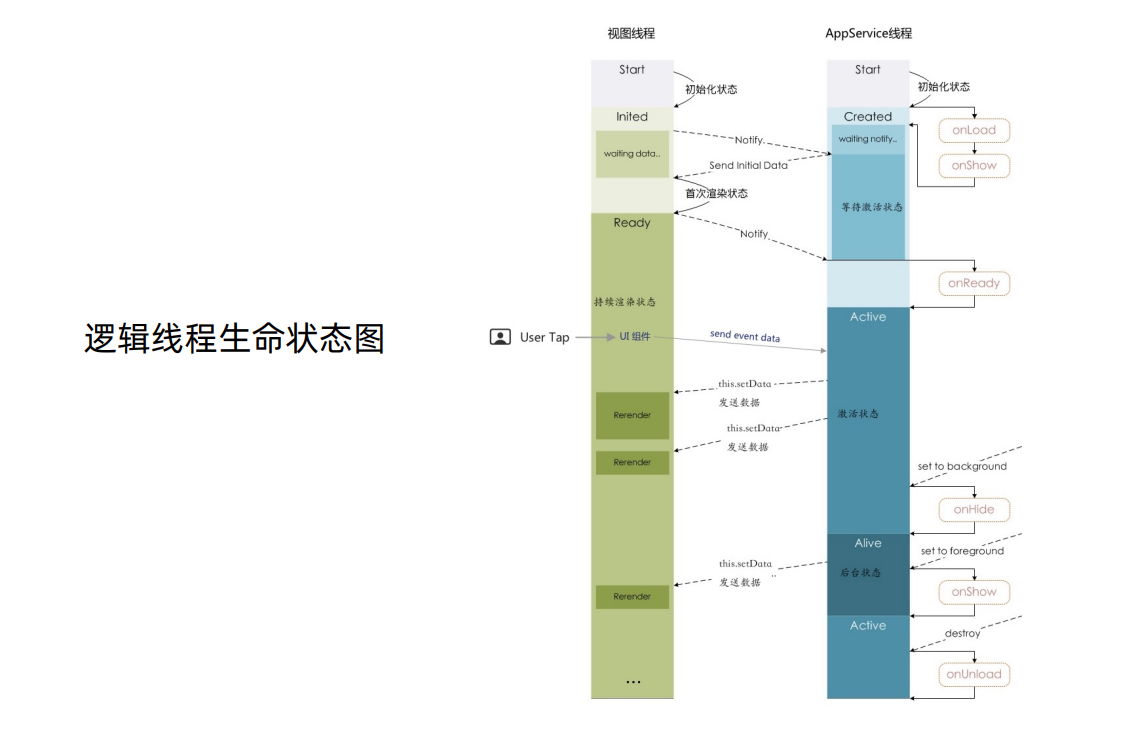 逻辑线程生命状态图
视图线程
AppService线程
Start
初始化状态
Inited
waiting data..
Notify
Send Initial Data
首次渲染状态
Ready
Notify
持续渲染状态
User Tap
UI 组件
send event data
this.setData
发送数据
Rerender
this.setData
发送数据
Rerender
this.setData
发送数据
Rerender
...
Start
初始化状态
Created
waiting notify..
onLoad
onShow
等待激活状态
onReady
Active
激活状态
set to background
onHide
Alive
后台状态
set to foreground
onShow
Active
destroy
onUnload